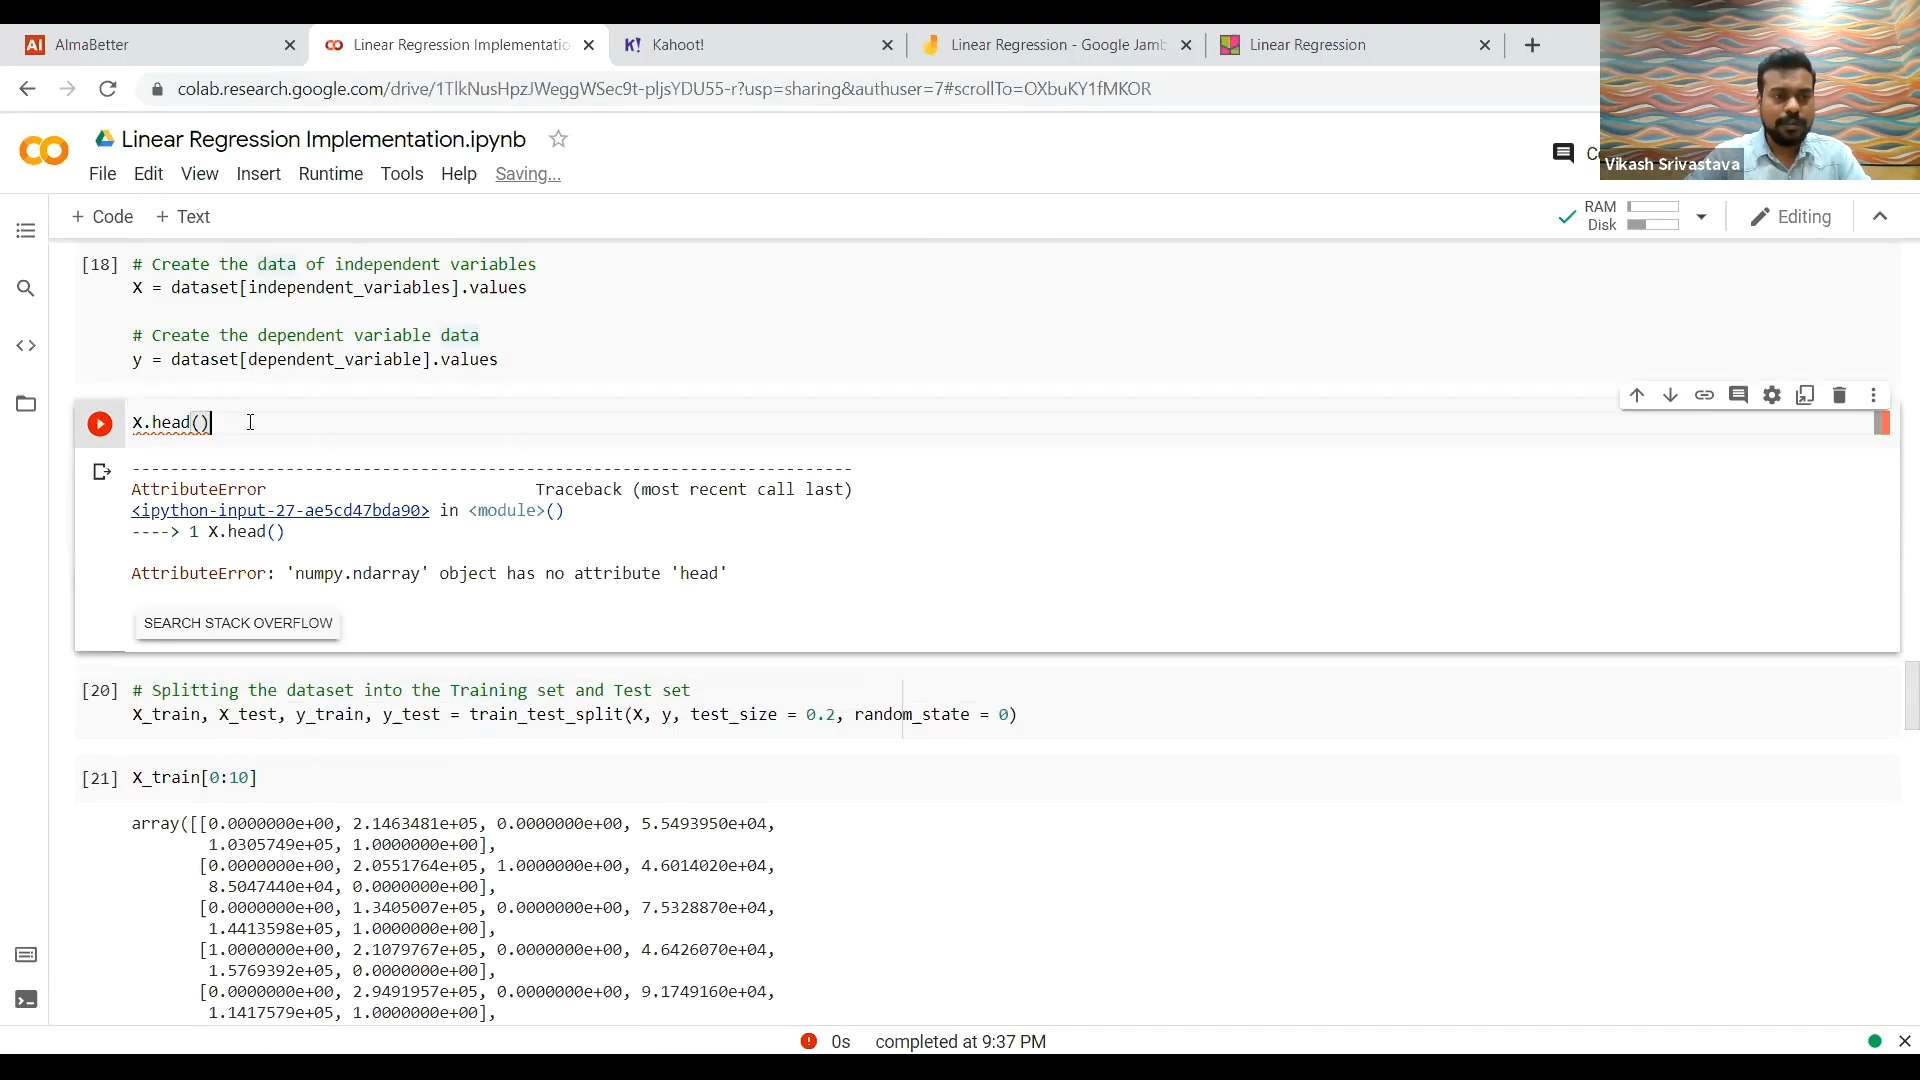 AlmaBetter
Linear Regression Implementatio
K! Kahoot!
Linear Regression - Google Jamb
Linear Regression
colab.research.google.com/drive/1TlkNusHpzJWeggWSec9t-pljsYDU55-r?usp=sharing&authuser=7#scrollTo=OXbuKY1fMKOR
Linear Regression Implementation.ipynb
File Edit View Insert Runtime Tools Help Saving...
Vikash Srivastava
+ Code + Text
RAM
Disk
Editing
[18] # Create the data of independent variables
X = dataset[independent_variables].values
# Create the dependent variable data
y = dataset[dependent_variable].values
X.head()
---------------------------------------------------------------------------
AttributeError Traceback (most recent call last)
<ipython-input-27-ae5cd47bda90> in <module>()
----> 1 X.head()
AttributeError: 'numpy.ndarray' object has no attribute 'head'
SEARCH STACK OVERFLOW
[20] # Splitting the dataset into the Training set and Test set
X_train, X_test, y_train, y_test = train_test_split(X, y, test_size = 0.2, random_state = 0)
[21] X_train[0:10]
array([[0.0000000e+00, 2.1463481e+05, 0.0000000e+00, 5.5493950e+04,
1.0305749e+05, 1.0000000e+00],
[0.0000000e+00, 2.0551764e+05, 1.0000000e+00, 4.6014020e+04,
8.5047440e+04, 0.0000000e+00],
[0.0000000e+00, 1.3405007e+05, 0.0000000e+00, 7.5328870e+04,
1.4413598e+05, 1.0000000e+00],
[1.0000000e+00, 2.1079767e+05, 0.0000000e+00, 4.6426070e+04,
1.5769392e+05, 0.0000000e+00],
[0.0000000e+00, 2.9491957e+05, 0.0000000e+00, 9.1749160e+04,
1.1417579e+05, 1.0000000e+00],
0s completed at 9:37 PM